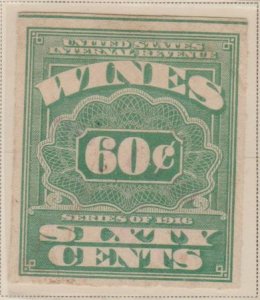 UNITED STATES
INTERNAL REVENUE
WINES
60¢
SERIES OF 1916
SIXTY
CENTS